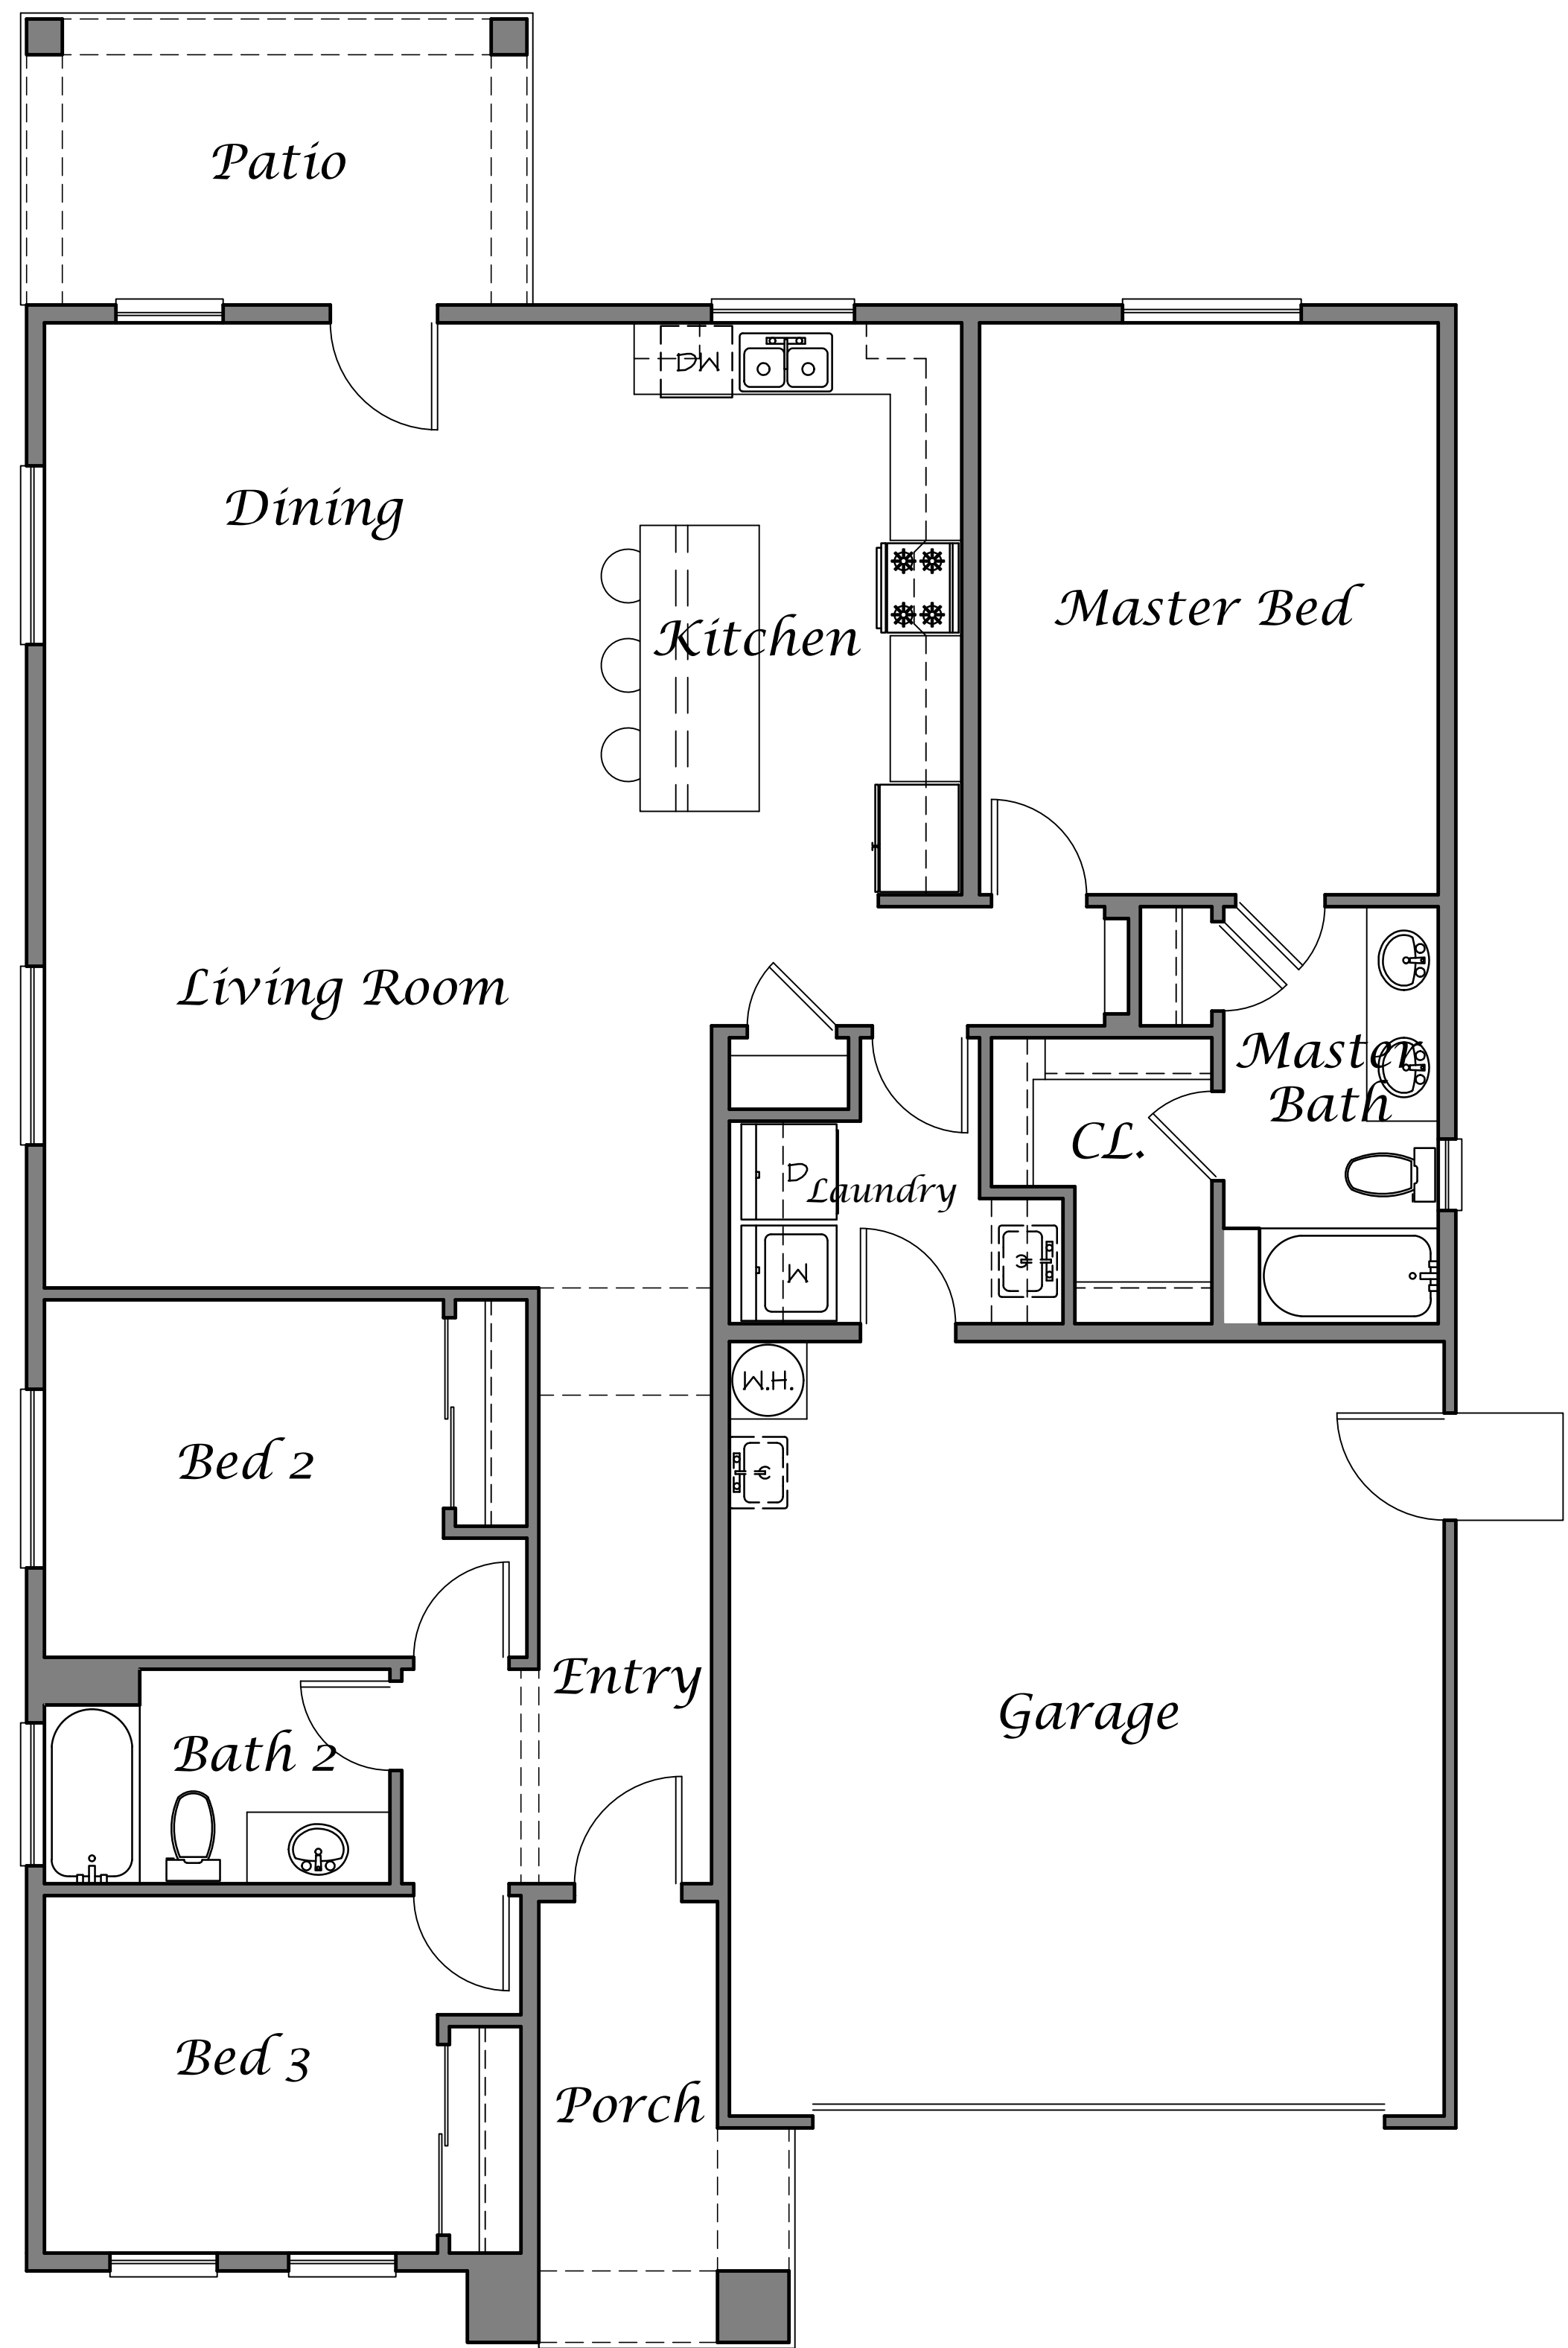 Patio
DW
Dining
Master Bed
Kitchen
Living Room
Master
Bath
CL.
D
Laundry
W
W.H.
Bed 2
Entry
Garage
Bath 2
Bed 3
Porch